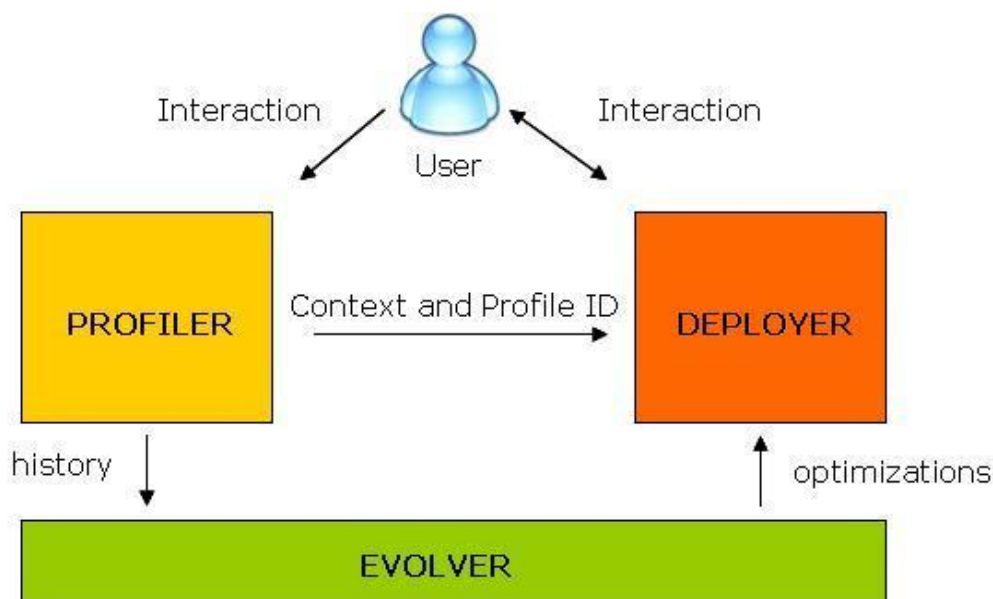 Interaction
Interaction
User
PROFILER
Context and Profile ID
DEPLOYER
history
optimizations
EVOLVER